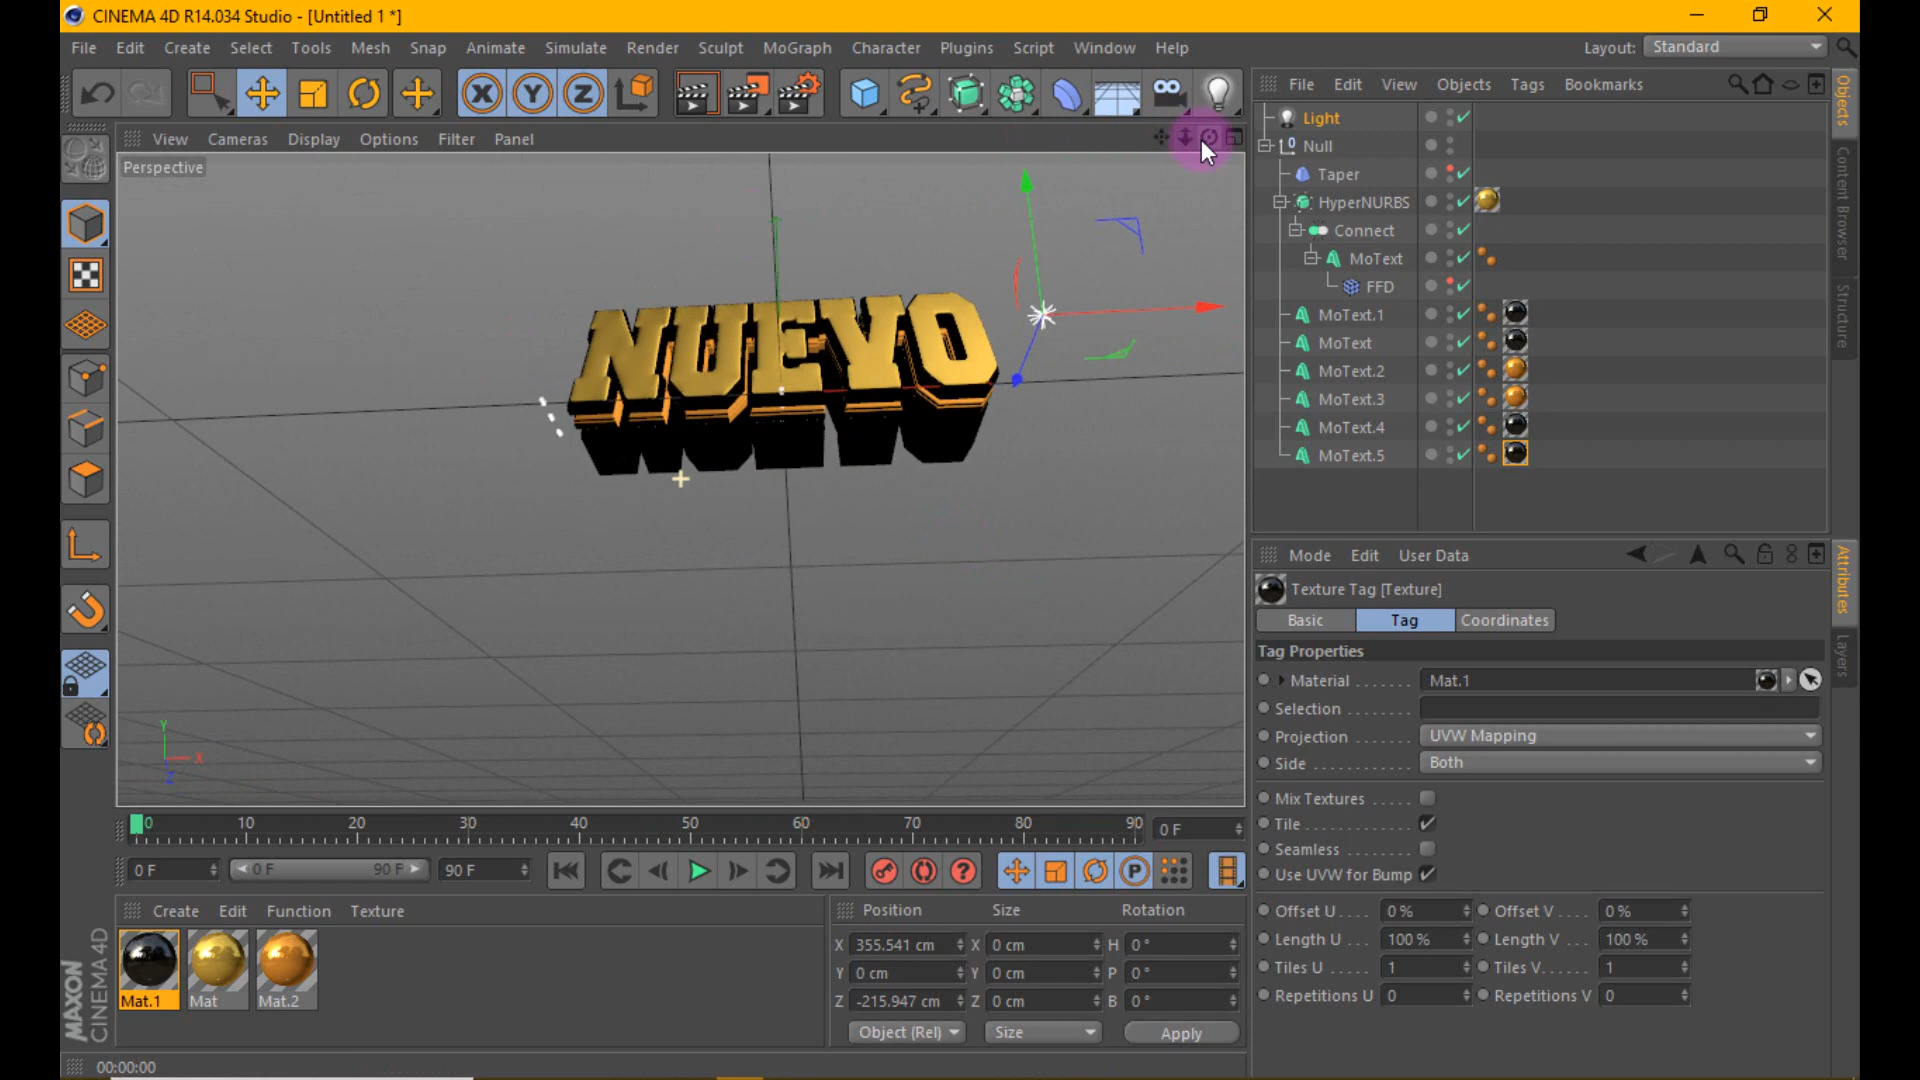 CINEMA 4D R14.034 Studio - [Untitled 1 *]
File Edit Create Select Tools Mesh Snap Animate Simulate Render Sculpt MoGraph Character Plugins Script Window Help Layout: Standard
X Y Z
File Edit View Objects Tags Bookmarks
View Cameras Display Options Filter Panel
Perspective
NUEVO
Y
X
Z
Light
Null
Taper
HyperNURBS
Connect
MoText
FFD
MoText.1
MoText
MoText.2
MoText.3
MoText.4
MoText.5
Objects
Content Browser
Structure
Attributes
Layers
Mode Edit User Data
Texture Tag [Texture]
Basic Tag Coordinates
Tag Properties
Material ....... Mat.1
Selection .........
Projection ........ UVW Mapping
Side ............ Both
Mix Textures .....
Tile ............
Seamless .......
Use UVW for Bump
Offset U.... 0 % Offset V.... 0 %
Length U ... 100 % Length V ... 100 %
Tiles U ..... 1 Tiles V..... 1
Repetitions U 0 Repetitions V 0
0 10 20 30 40 50 60 70 80 90 0 F
0 F 0 F 90 F 90 F
P
Create Edit Function Texture
Mat.1 Mat Mat.2
Position Size Rotation
X 355.541 cm X 0 cm H 0 °
Y 0 cm Y 0 cm P 0 °
Z -215.947 cm Z 0 cm B 0 °
Object (Rel) Size Apply
MAXON
CINEMA 4D
00:00:00